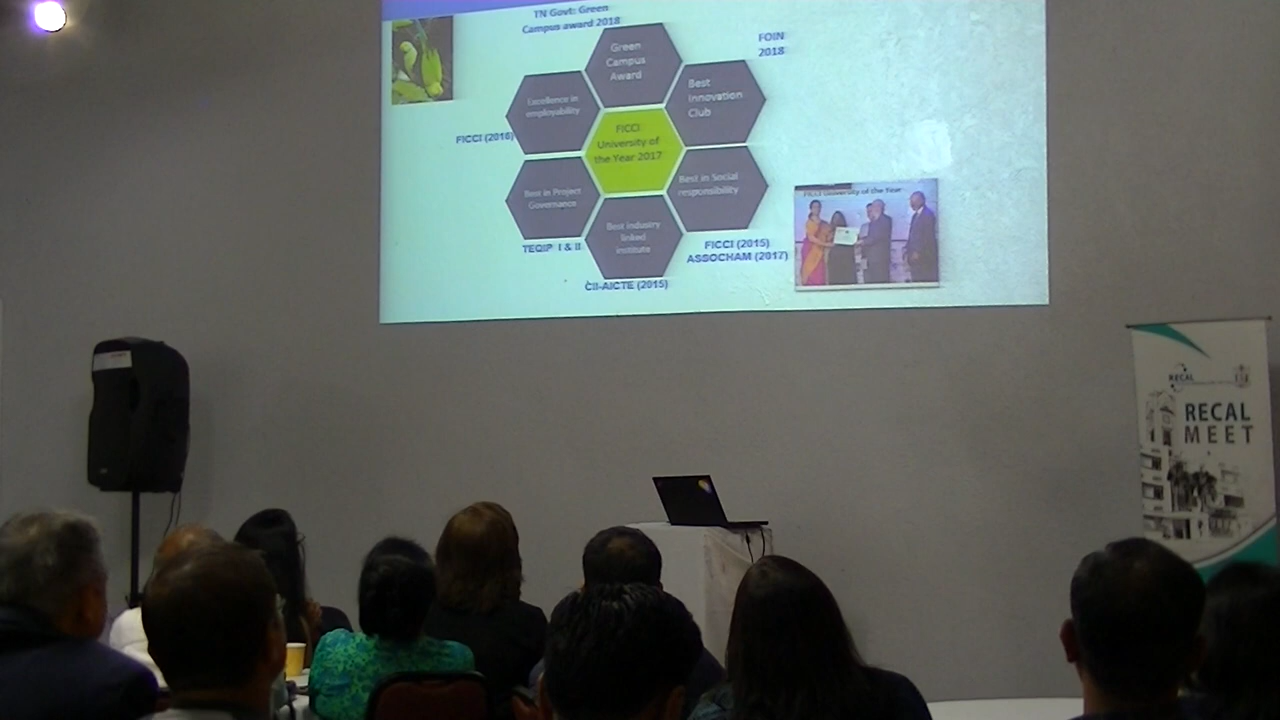 TN Govt: Green
Campus award 2018
FOIN
2018
Green
Campus
Award
Best
Innovation
Club
Excellence in
employability
FICCI (2016)
FICCI
University of
the Year 2017
Best in Social
responsibility
Best in Project
Governance
Best industry
linked
institute
TEQIP I & II
FICCI (2015)
ASSOCHAM (2017)
CII-AICTE (2015)
FICCI University of the Year
RECAL
RECAL
MEET